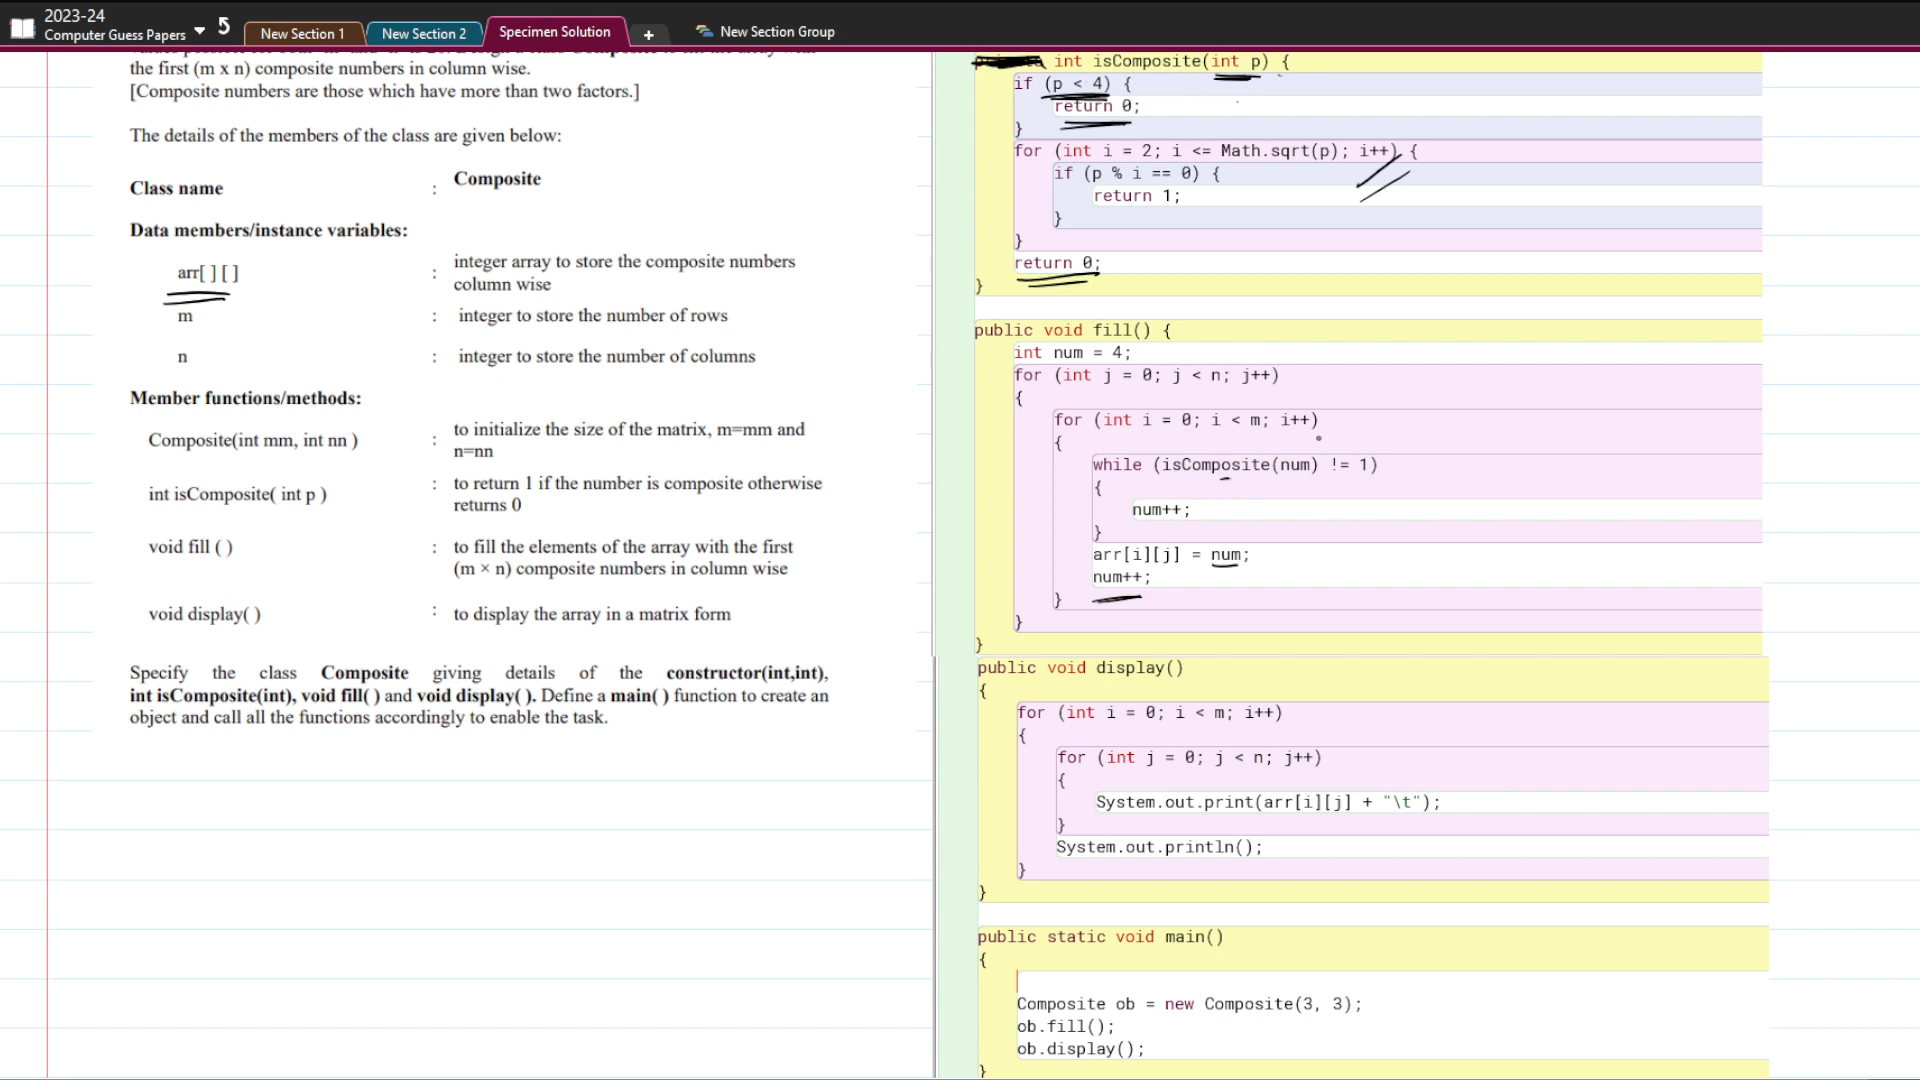 2023-24
Computer Guess Papers
New Section 1
New Section 2
Specimen Solution
+
New Section Group
the first (m x n) composite numbers in column wise.
[Composite numbers are those which have more than two factors.]
The details of the members of the class are given below:
Class name : Composite
Data members/instance variables:
arr[ ] [ ] : integer array to store the composite numbers
column wise
m : integer to store the number of rows
n : integer to store the number of columns
Member functions/methods:
Composite(int mm, int nn ) : to initialize the size of the matrix, m=mm and
n=nn
int isComposite( int p ) : to return 1 if the number is composite otherwise
returns 0
void fill ( ) : to fill the elements of the array with the first
(m × n) composite numbers in column wise
void display( ) : to display the array in a matrix form
Specify the class Composite giving details of the constructor(int,int),
int isComposite(int), void fill( ) and void display( ). Define a main( ) function to create an
object and call all the functions accordingly to enable the task.
int isComposite(int p) {
if (p < 4) {
return 0;
}
for (int i = 2; i <= Math.sqrt(p); i++) {
if (p % i == 0) {
return 1;
}
}
return 0;
}
public void fill() {
int num = 4;
for (int j = 0; j < n; j++)
{
for (int i = 0; i < m; i++)
{
while (isComposite(num) != 1)
{
num++;
}
arr[i][j] = num;
num++;
}
}
}
public void display()
{
for (int i = 0; i < m; i++)
{
for (int j = 0; j < n; j++)
{
System.out.print(arr[i][j] + "\t");
}
System.out.println();
}
}
public static void main()
{
Composite ob = new Composite(3, 3);
ob.fill();
ob.display();
}